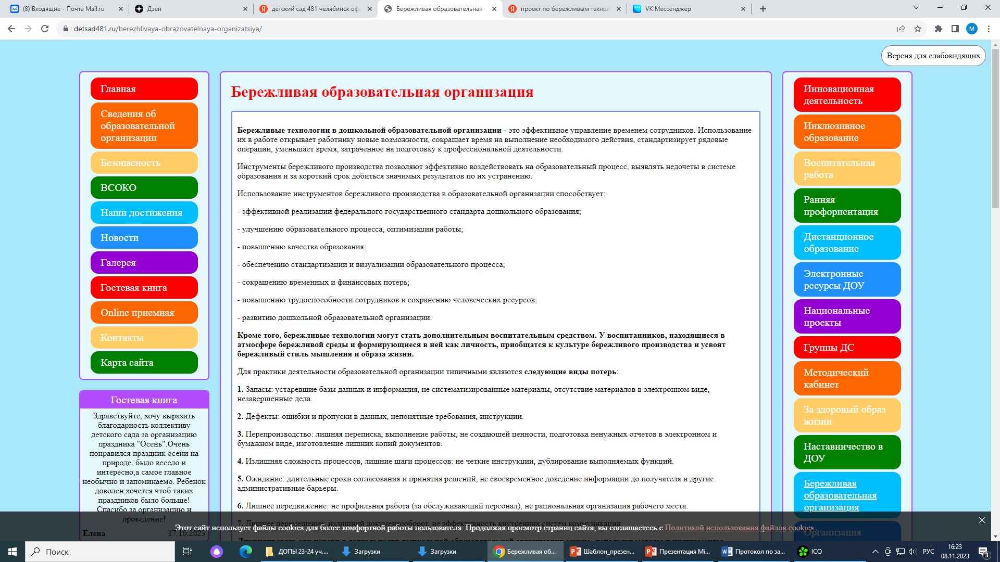 (8) Входящие - Почта Mail.ru
Дзен
детский сад 481 челябинск оф
Бережливая образовательная
проект по бережливым технол
VK Мессенджер
detsad481.ru/berezhlivaya-obrazovatelnaya-organizatsiya/
M
Версия для слабовидящих
Главная
Сведения об
образовательной
организации
Безопасность
ВСОКО
Наши достижения
Новости
Галерея
Гостевая книга
Online приемная
Контакты
Карта сайта
Гостевая книга
Здравствуйте, хочу выразить
благодарность коллективу
детского сада за организацию
праздника "Осень".Очень
понравился праздник осени на
природе, было весело и
интересно,а самое главное
необычно и запоминаемо. Ребенок
доволен,хочется чтоб таких
праздников было больше!
Спасибо за организацию и
проведение!
Елена 17.10.2023
Бережливая образовательная организация
Бережливые технологии в дошкольной образовательной организации - это эффективное управление временем сотрудников. Использование
их в работе открывает работнику новые возможности, сокращает время на выполнение необходимого действия, стандартизирует рядовые
операции, уменьшает время, затраченное на подготовку к профессиональной деятельности.
Инструменты бережливого производства позволяют эффективно воздействовать на образовательный процесс, выявлять недочеты в системе
образования и за короткий срок добиться значимых результатов по их устранению.
Использование инструментов бережливого производства в образовательной организации способствует:
- эффективной реализации федерального государственного стандарта дошкольного образования;
- улучшению образовательного процесса, оптимизации работы;
- повышению качества образования;
- обеспечению стандартизации и визуализации образовательного процесса;
- сокращению временных и финансовых потерь;
- повышению трудоспособности сотрудников и сохранению человеческих ресурсов;
- развитию дошкольной образовательной организации.
Кроме того, бережливые технологии могут стать дополнительным воспитательным средством. У воспитанников, находящиеся в
атмосфере бережливой среды и формирующиеся в ней как личность, приобщатся к культуре бережливого производства и усвоят
бережливый стиль мышления и образа жизни.
Для практики деятельности образовательной организации типичными являются следующие виды потерь:
1. Запасы: устаревшие базы данных и информация, не систематизированные материалы, отсутствие материалов в электронном виде,
незавершенные дела.
2. Дефекты: ошибки и пропуски в данных, непонятные требования, инструкции.
3. Перепроизводство: лишняя переписка, выполнение работы, не создающей ценности, подготовка ненужных отчетов в электронном и
бумажном виде, изготовление лишних копий документов.
4. Излишняя сложность процессов, лишние шаги процессов: не четкие инструкции, дублирование выполняемых функций.
5. Ожидание: длительные сроки согласования и принятия решений, не своевременное доведение информации до получателя и другие
административные барьеры.
6. Лишнее передвижение: не профильная работа (за обслуживающий персонал), не рациональная организация рабочего места.
7. Лишнее перемещение: излишний документооборот, не эффективность внутренних систем коммуникации.
Инновационная
деятельность
Инклюзивное
образование
Воспитательная
работа
Ранняя
профориентация
Дистанционное
образование
Электронные
ресурсы ДОУ
Национальные
проекты
Группы ДС
Методический
кабинет
За здоровый образ
жизни
Наставничество в
ДОУ
Бережливая
образовательная
организация
Организация
Этот сайт использует файлы cookies для более комфортной работы пользователя. Продолжая просмотр страниц сайта, вы соглашаетесь с Политикой использования файлов cookies.
Поиск
ДОПЫ 23-24 уч....
Загрузки
Загрузки
Бережливая об...
Шаблон_презен...
Презентация Mi...
Протокол по за...
ICQ
РУС
16:23
08.11.2023
3